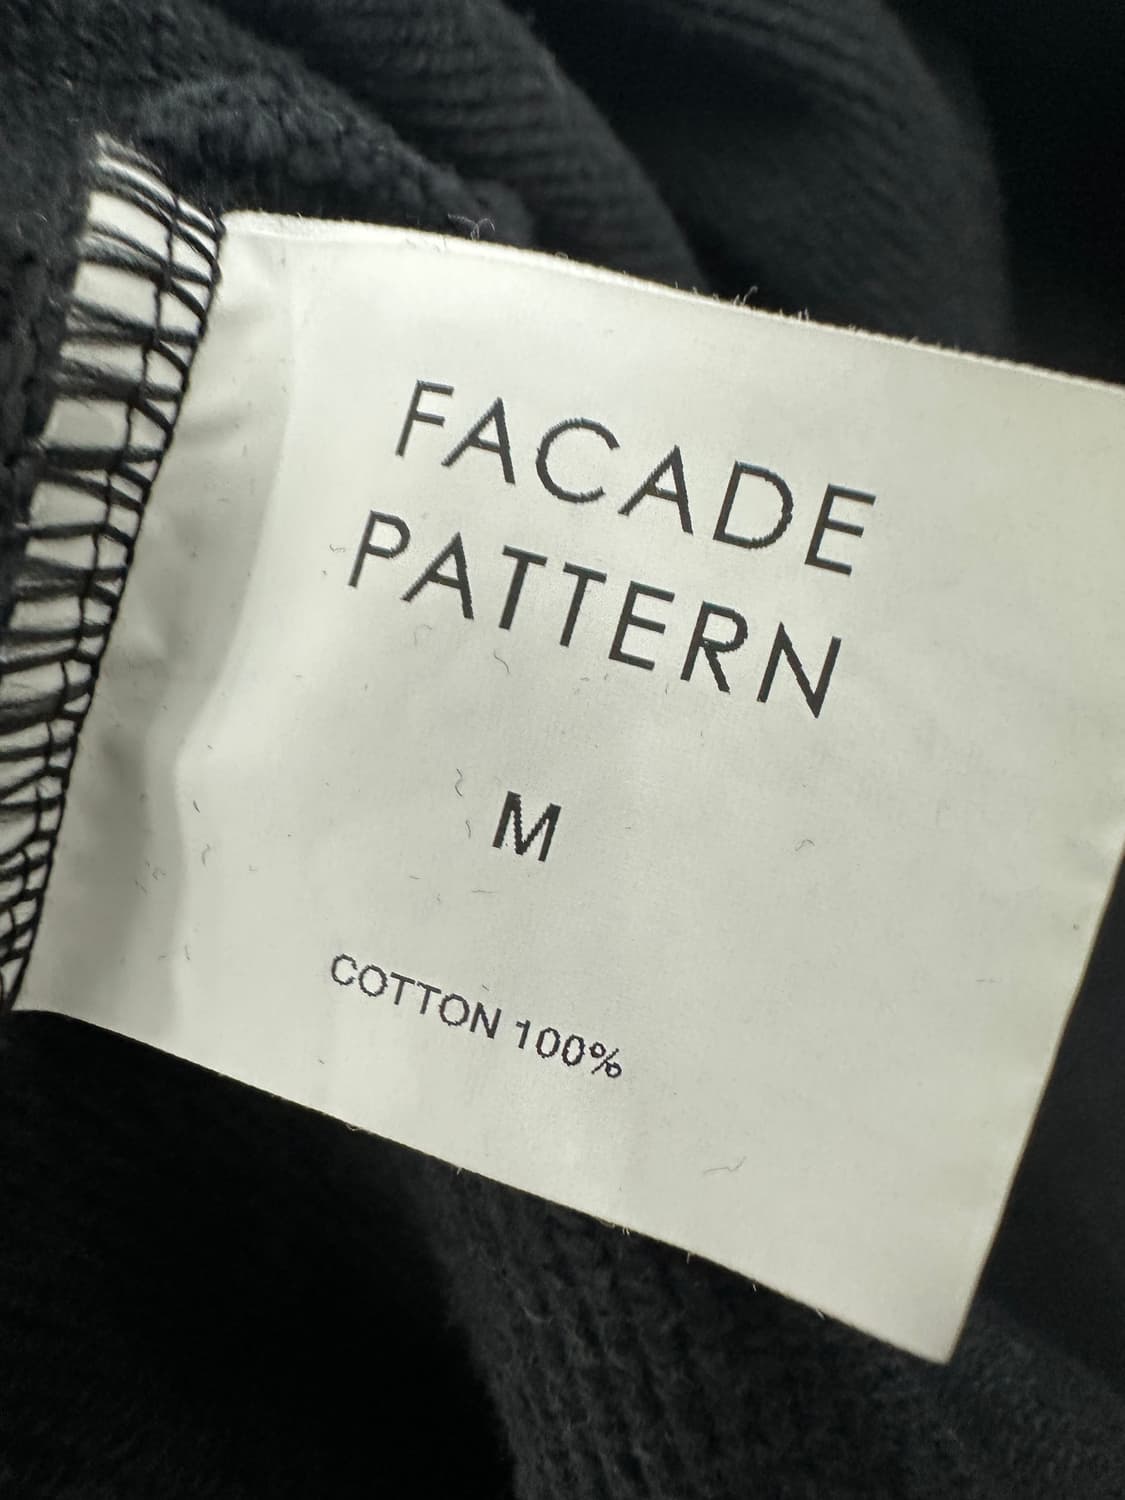 FACADE
PATTERN
M
COTTON 100%